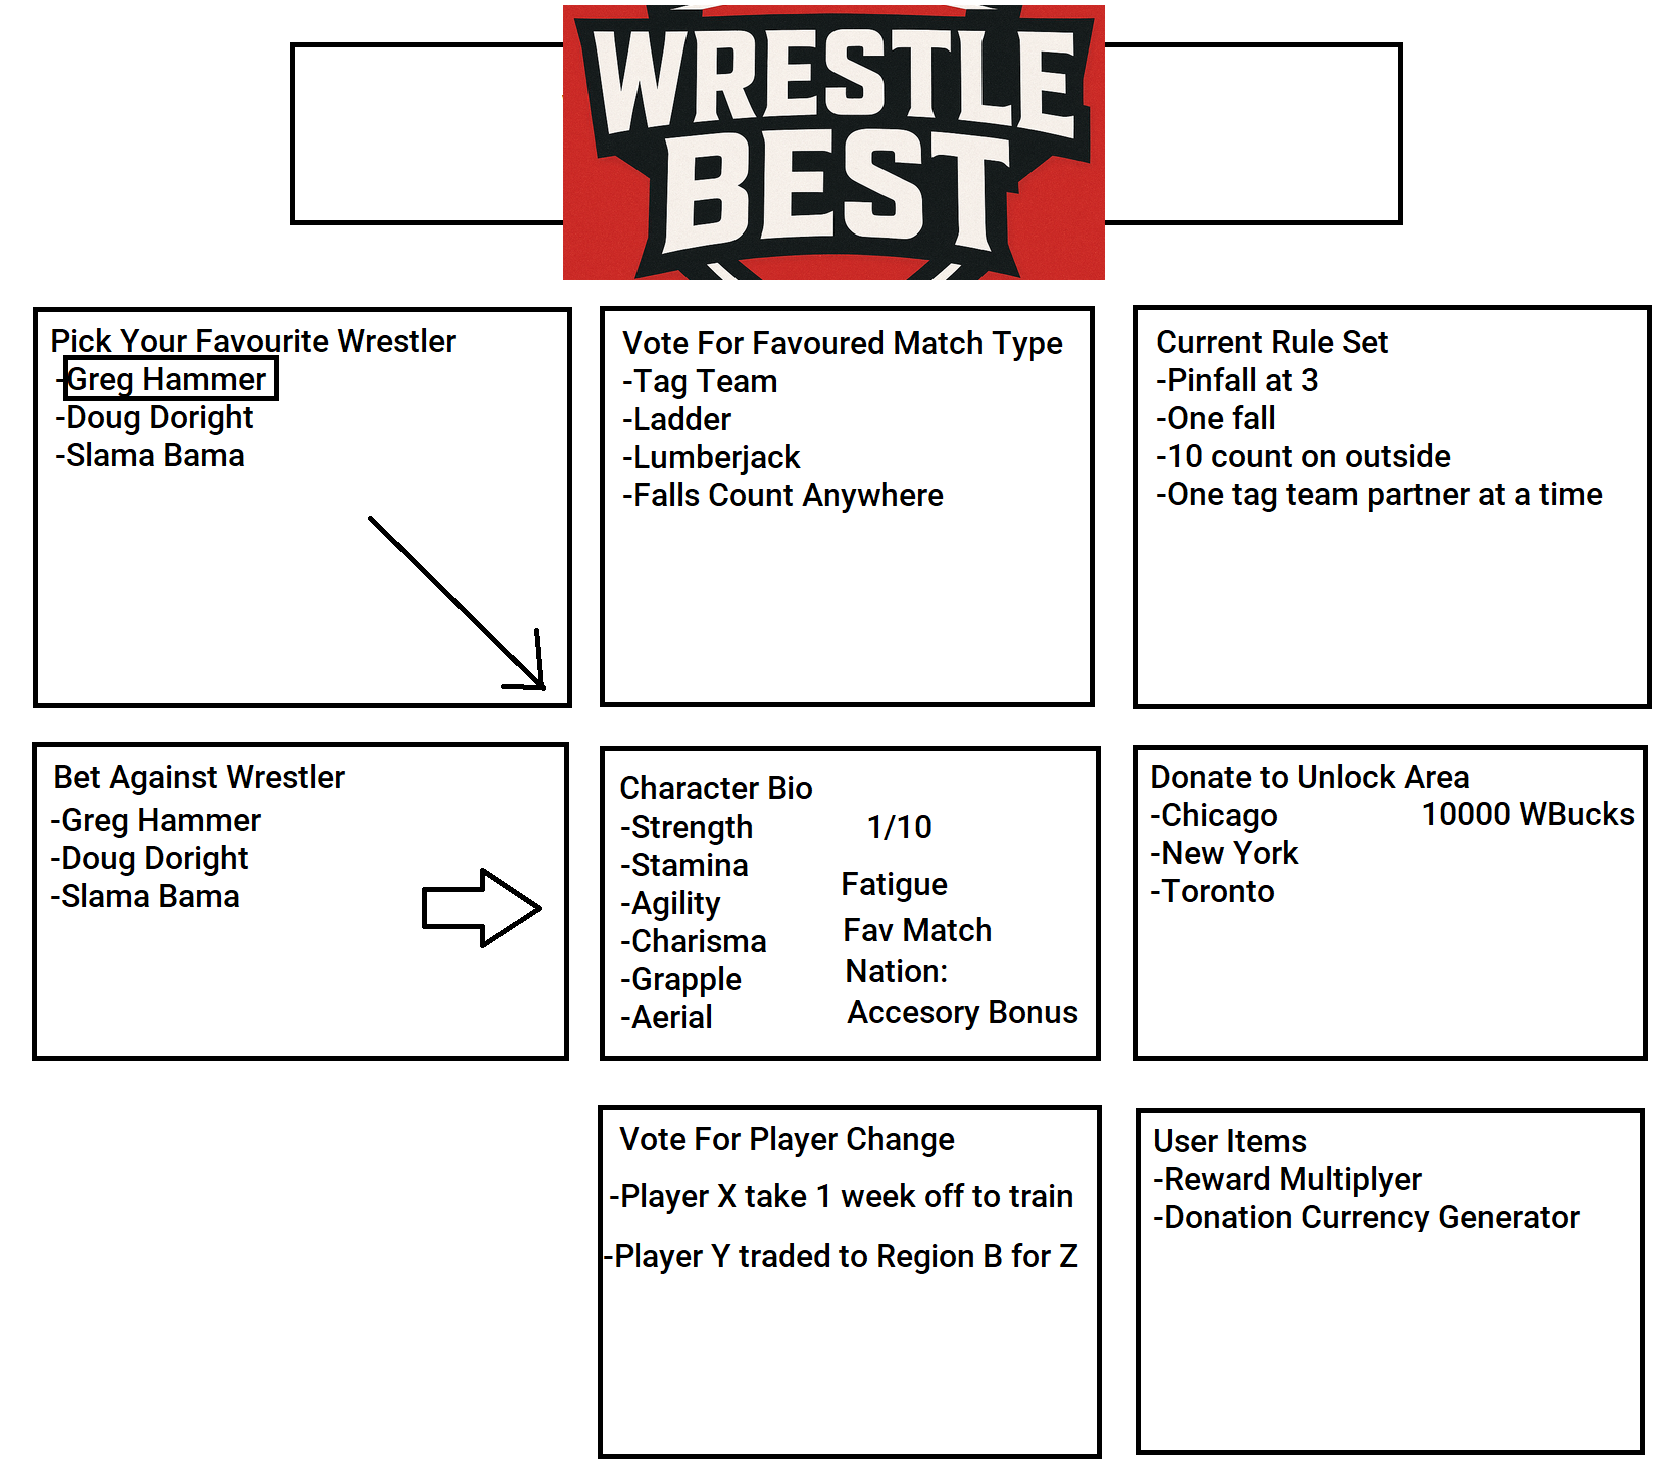 WRESTLE
BEST
Pick Your Favourite Wrestler
-Greg Hammer
-Doug Doright
-Slama Bama
Vote For Favoured Match Type
-Tag Team
-Ladder
-Lumberjack
-Falls Count Anywhere
Current Rule Set
-Pinfall at 3
-One fall
-10 count on outside
-One tag team partner at a time
Bet Against Wrestler
-Greg Hammer
-Doug Doright
-Slama Bama
Character Bio
-Strength 1/10
-Stamina
-Agility
-Charisma
-Grapple
-Aerial
Fatigue
Fav Match
Nation:
Accesory Bonus
Donate to Unlock Area
-Chicago 10000 WBucks
-New York
-Toronto
Vote For Player Change
-Player X take 1 week off to train
-Player Y traded to Region B for Z
User Items
-Reward Multiplyer
-Donation Currency Generator